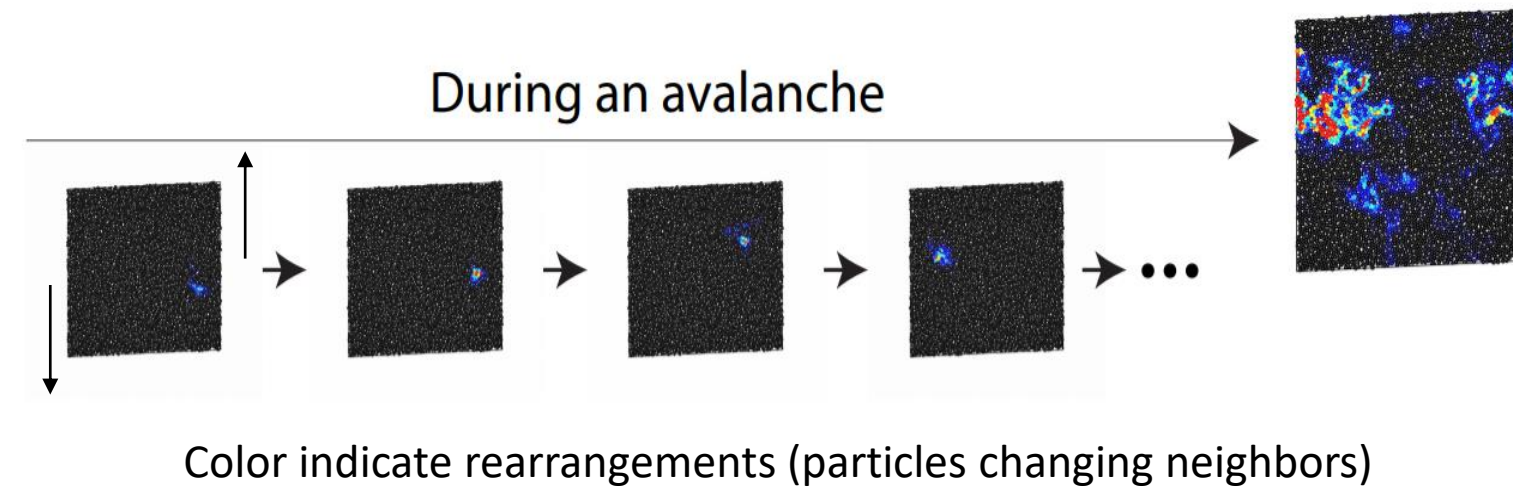 During an avalanche
Color indicate rearrangements (particles changing neighbors)